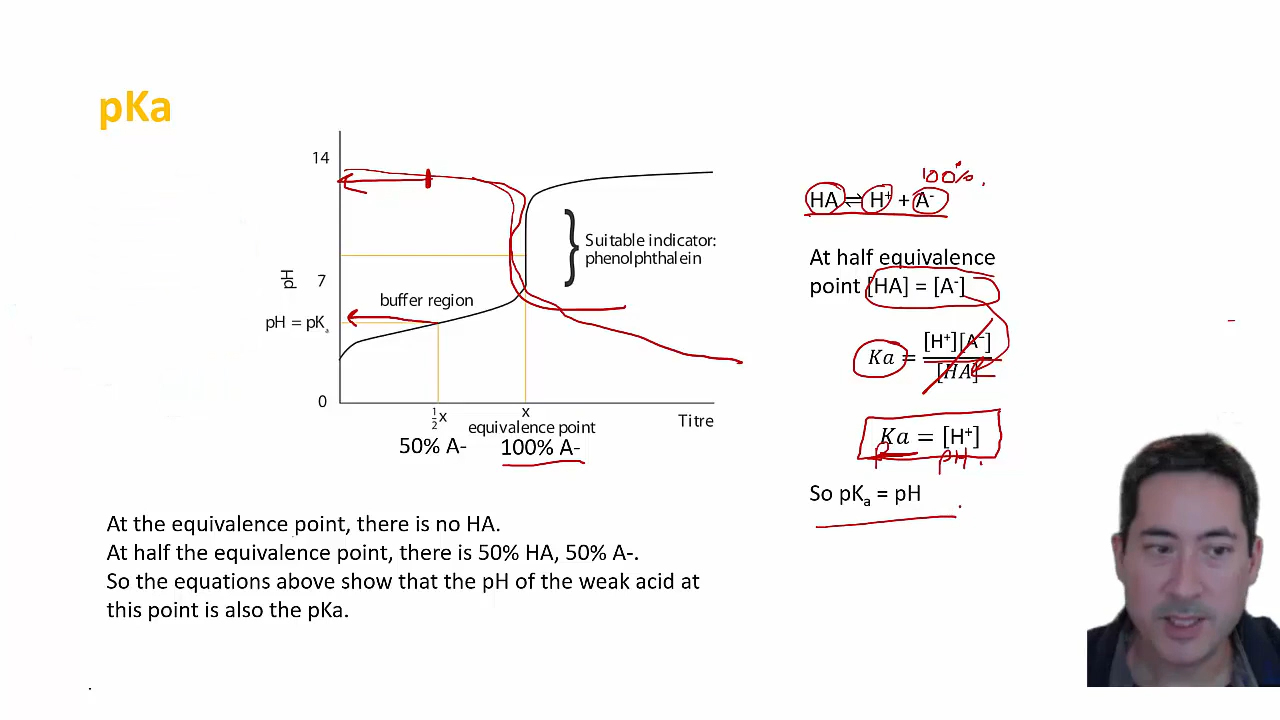 pKa
14
pH
7
0
buffer region
pH = pKa
Suitable indicator:
phenolphthalein
½x
x
equivalence point
Titre
50% A-
100% A-
At the equivalence point, there is no HA.
At half the equivalence point, there is 50% HA, 50% A-.
So the equations above show that the pH of the weak acid at
this point is also the pKa.
100%.
HA ⇌ H⁺ + A⁻
At half equivalence
point [HA] = [A⁻]
Ka = [H⁺][A⁻]
[HA]
Ka = [H⁺]
p pH.
So pKₐ = pH